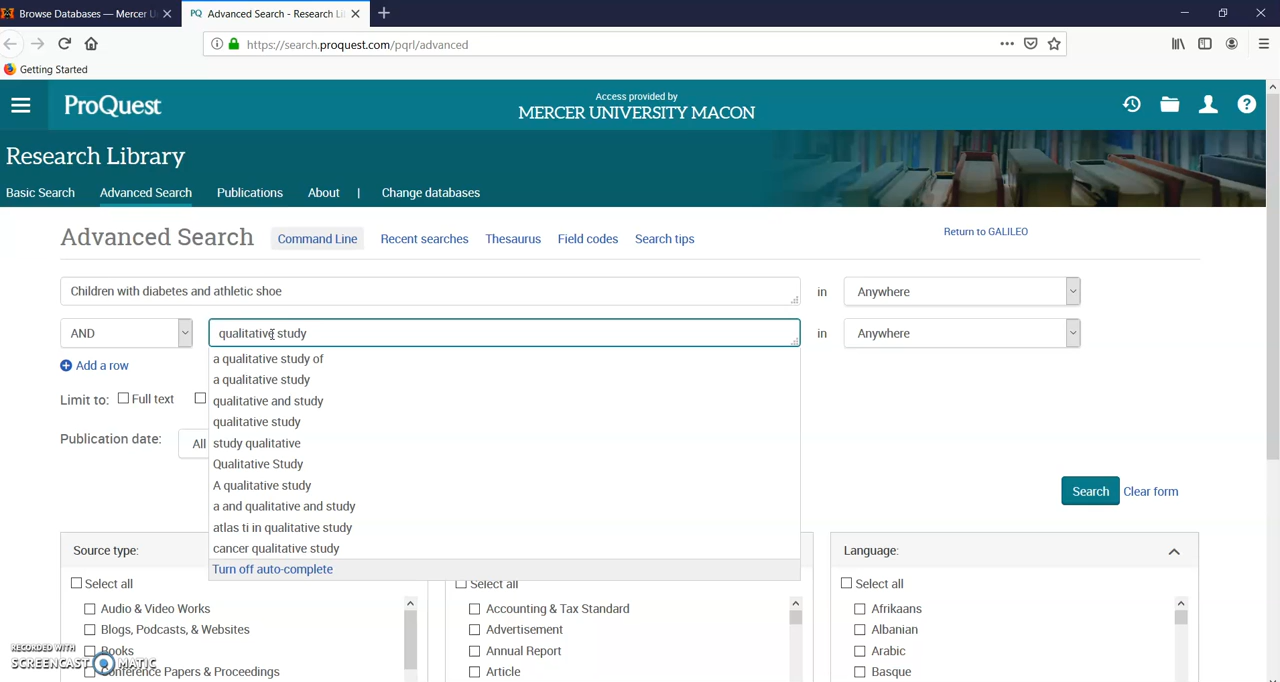 Browse Databases — Mercer U
PQ Advanced Search - Research Li
https://search.proquest.com/pqrl/advanced
Getting Started
ProQuest
Access provided by
MERCER UNIVERSITY MACON
Research Library
Basic Search Advanced Search Publications About | Change databases
Advanced Search Command Line Recent searches Thesaurus Field codes Search tips Return to GALILEO
Children with diabetes and athletic shoe in Anywhere
AND qualitative study in Anywhere
Add a row
a qualitative study of
a qualitative study
Limit to: Full text
qualitative and study
qualitative study
Publication date: All
study qualitative
Qualitative Study
A qualitative study
Search Clear form
a and qualitative and study
atlas ti in qualitative study
cancer qualitative study
Turn off auto-complete
Source type: Language:
Select all Select all Select all
Audio & Video Works Accounting & Tax Standard Afrikaans
Blogs, Podcasts, & Websites Advertisement Albanian
Books Annual Report Arabic
Conference Papers & Proceedings Article Basque
RECORDED WITH
SCREENCAST MATIC